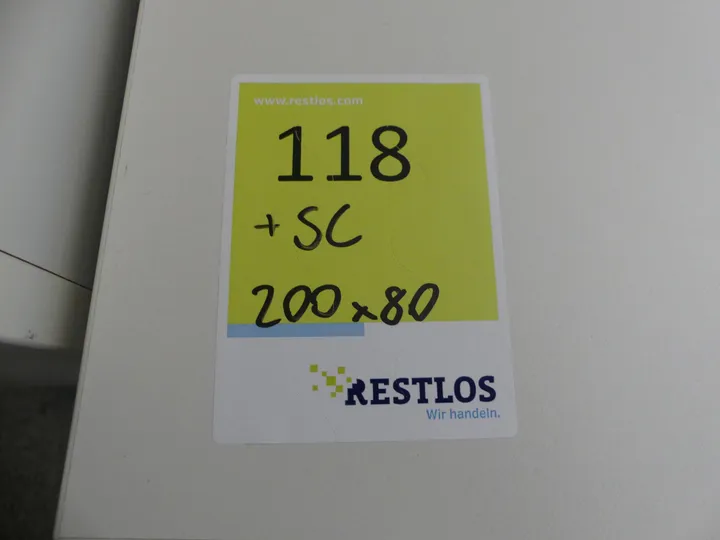 www.restlos.com
118
+ SC
200x80
RESTLOS
Wir handeln.